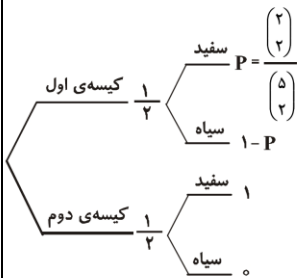 سفید P = (۲ ۲) / (۵ ۲)
کیسه‌ی اول ۱/۲
سیاه ۱ - P
سفید ۱
کیسه‌ی دوم ۱/۲
سیاه ۰